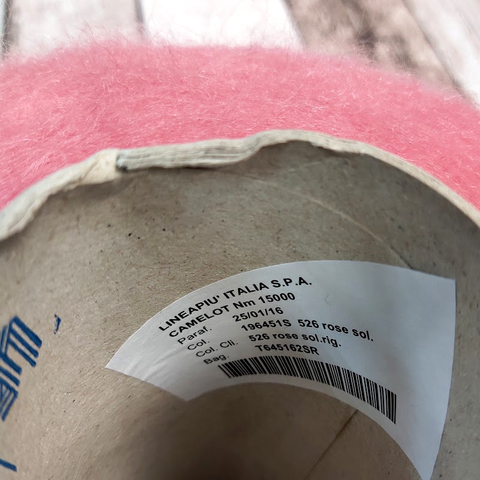 LINEAPIU' ITALIA S.P.A.
CAMELOT Nm 15000
Paraf. 25/01/16
Col. 196451S 526 rose sol.
Col. Cli. 526 rose sol.rig.
Bag. T645162SR